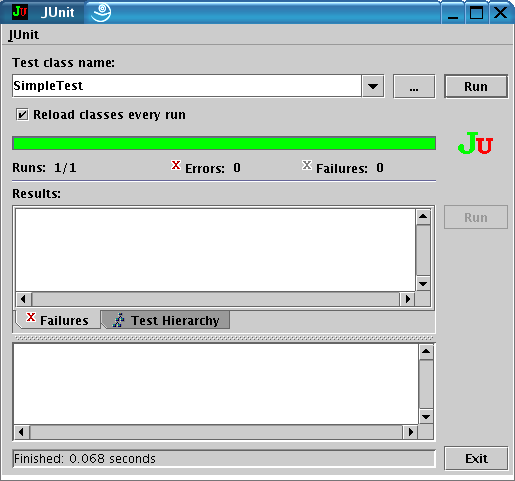 JU JUnit
JUnit
Test class name:
SimpleTest ... Run
Reload classes every run
JU
Runs: 1/1 X Errors: 0 X Failures: 0
Results:
Run
X Failures Test Hierarchy
Finished: 0.068 seconds Exit